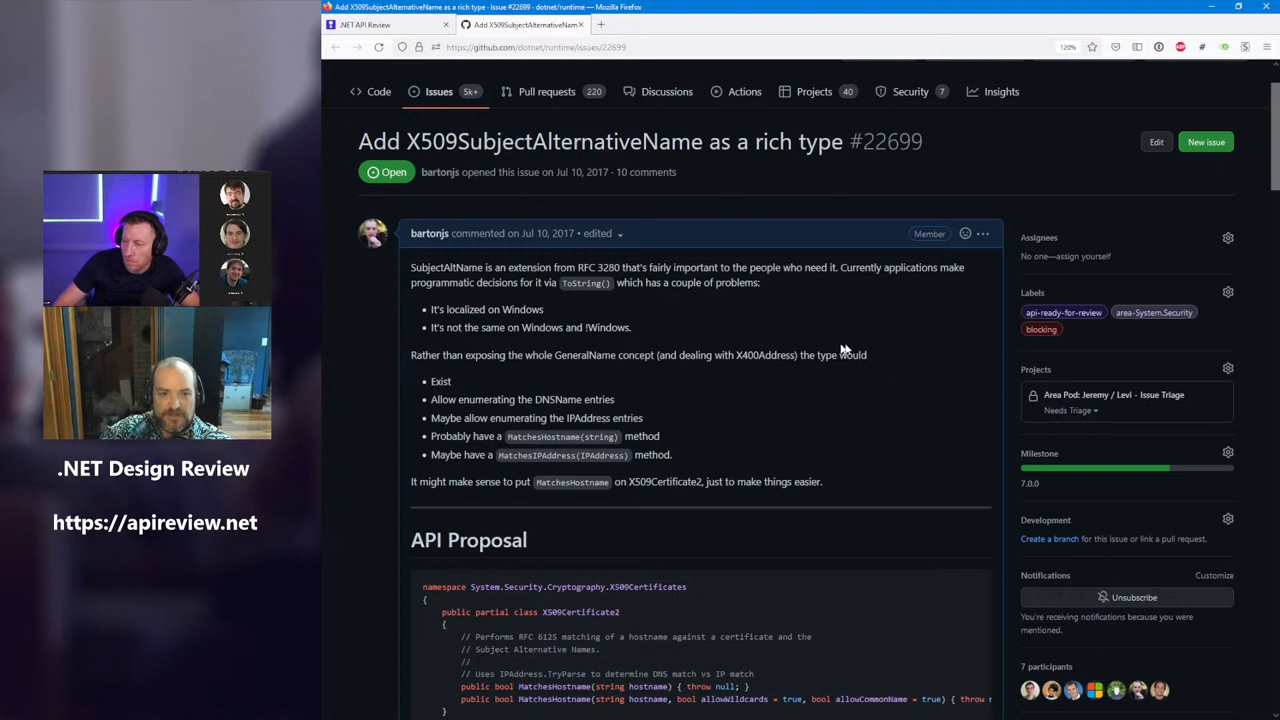 Add X509SubjectAlternativeName as a rich type · Issue #22699 · dotnet/runtime — Mozilla Firefox
.NET API Review
Add X509SubjectAlternativeNam
https://github.com/dotnet/runtime/issues/22699
120%
Code
Issues 5k+
Pull requests 220
Discussions
Actions
Projects 40
Security 7
Insights
Add X509SubjectAlternativeName as a rich type #22699
Edit
New issue
Open
bartonjs opened this issue on Jul 10, 2017 · 10 comments
bartonjs commented on Jul 10, 2017 • edited
Member
SubjectAltName is an extension from RFC 3280 that's fairly important to the people who need it. Currently applications make
programmatic decisions for it via ToString() which has a couple of problems:
• It's localized on Windows
• It's not the same on Windows and !Windows.
Rather than exposing the whole GeneralName concept (and dealing with X400Address) the type would
• Exist
• Allow enumerating the DNSName entries
• Maybe allow enumerating the IPAddress entries
• Probably have a MatchesHostname(string) method
• Maybe have a MatchesIPAddress(IPAddress) method.
It might make sense to put MatchesHostname on X509Certificate2, just to make things easier.
API Proposal
namespace System.Security.Cryptography.X509Certificates
{
public partial class X509Certificate2
{
// Performs RFC 6125 matching of a hostname against a certificate and the
// Subject Alternative Names.
//
// Uses IPAddress.TryParse to determine DNS match vs IP match
public bool MatchesHostname(string hostname) { throw null; }
public bool MatchesHostname(string hostname, bool allowWildcards = true, bool allowCommonName = true) { throw n
}
Assignees
No one—assign yourself
Labels
api-ready-for-review
area-System.Security
blocking
Projects
Area Pod: Jeremy / Levi - Issue Triage
Needs Triage
Milestone
7.0.0
Development
Create a branch for this issue or link a pull request.
Notifications
Customize
Unsubscribe
You're receiving notifications because you were
mentioned.
7 participants
.NET Design Review
https://apireview.net